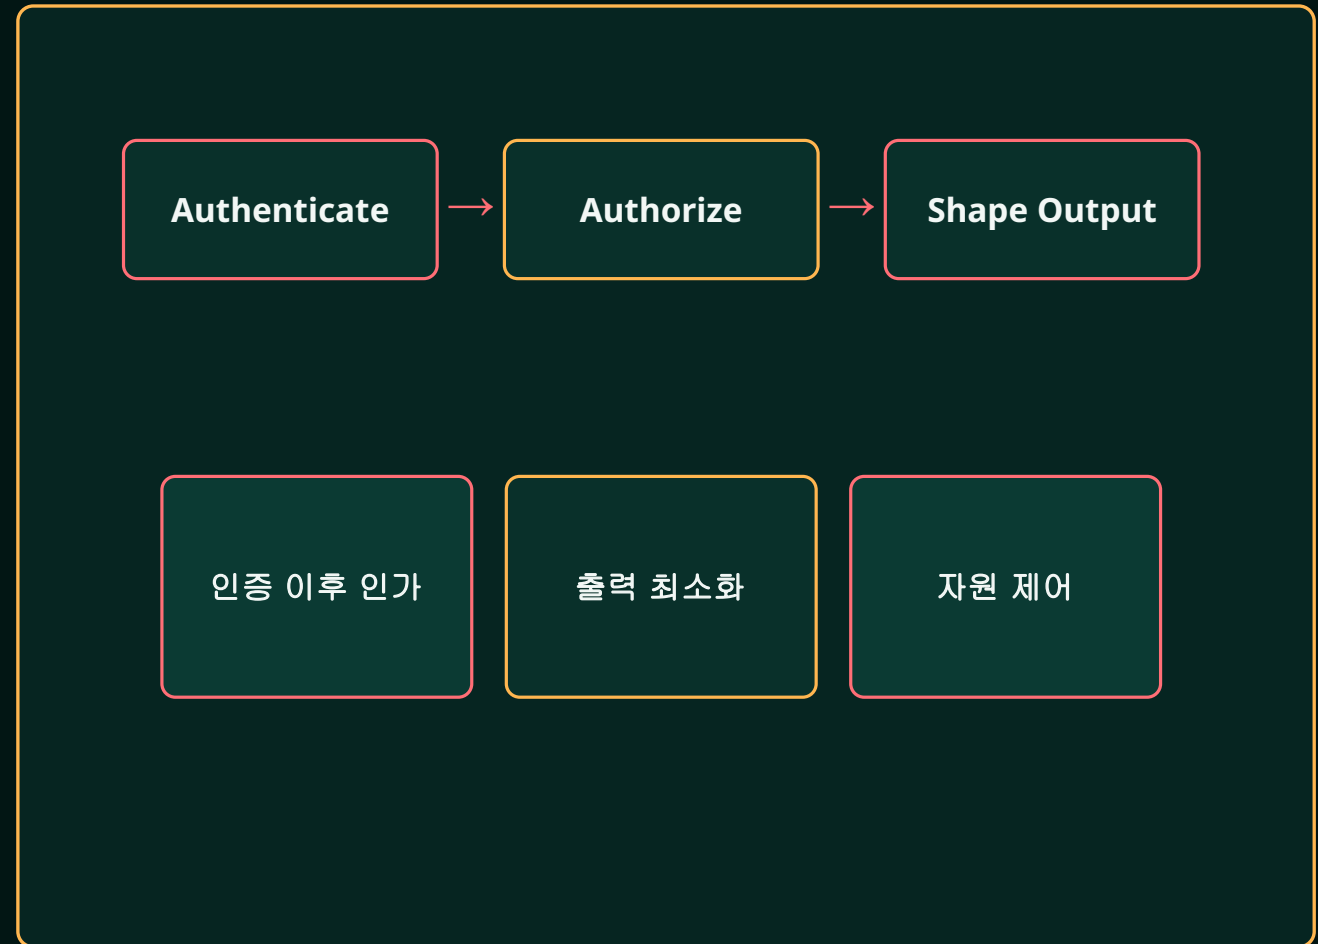 Authenticate → Authorize → Shape Output
인증 이후 인가
출력 최소화
자원 제어